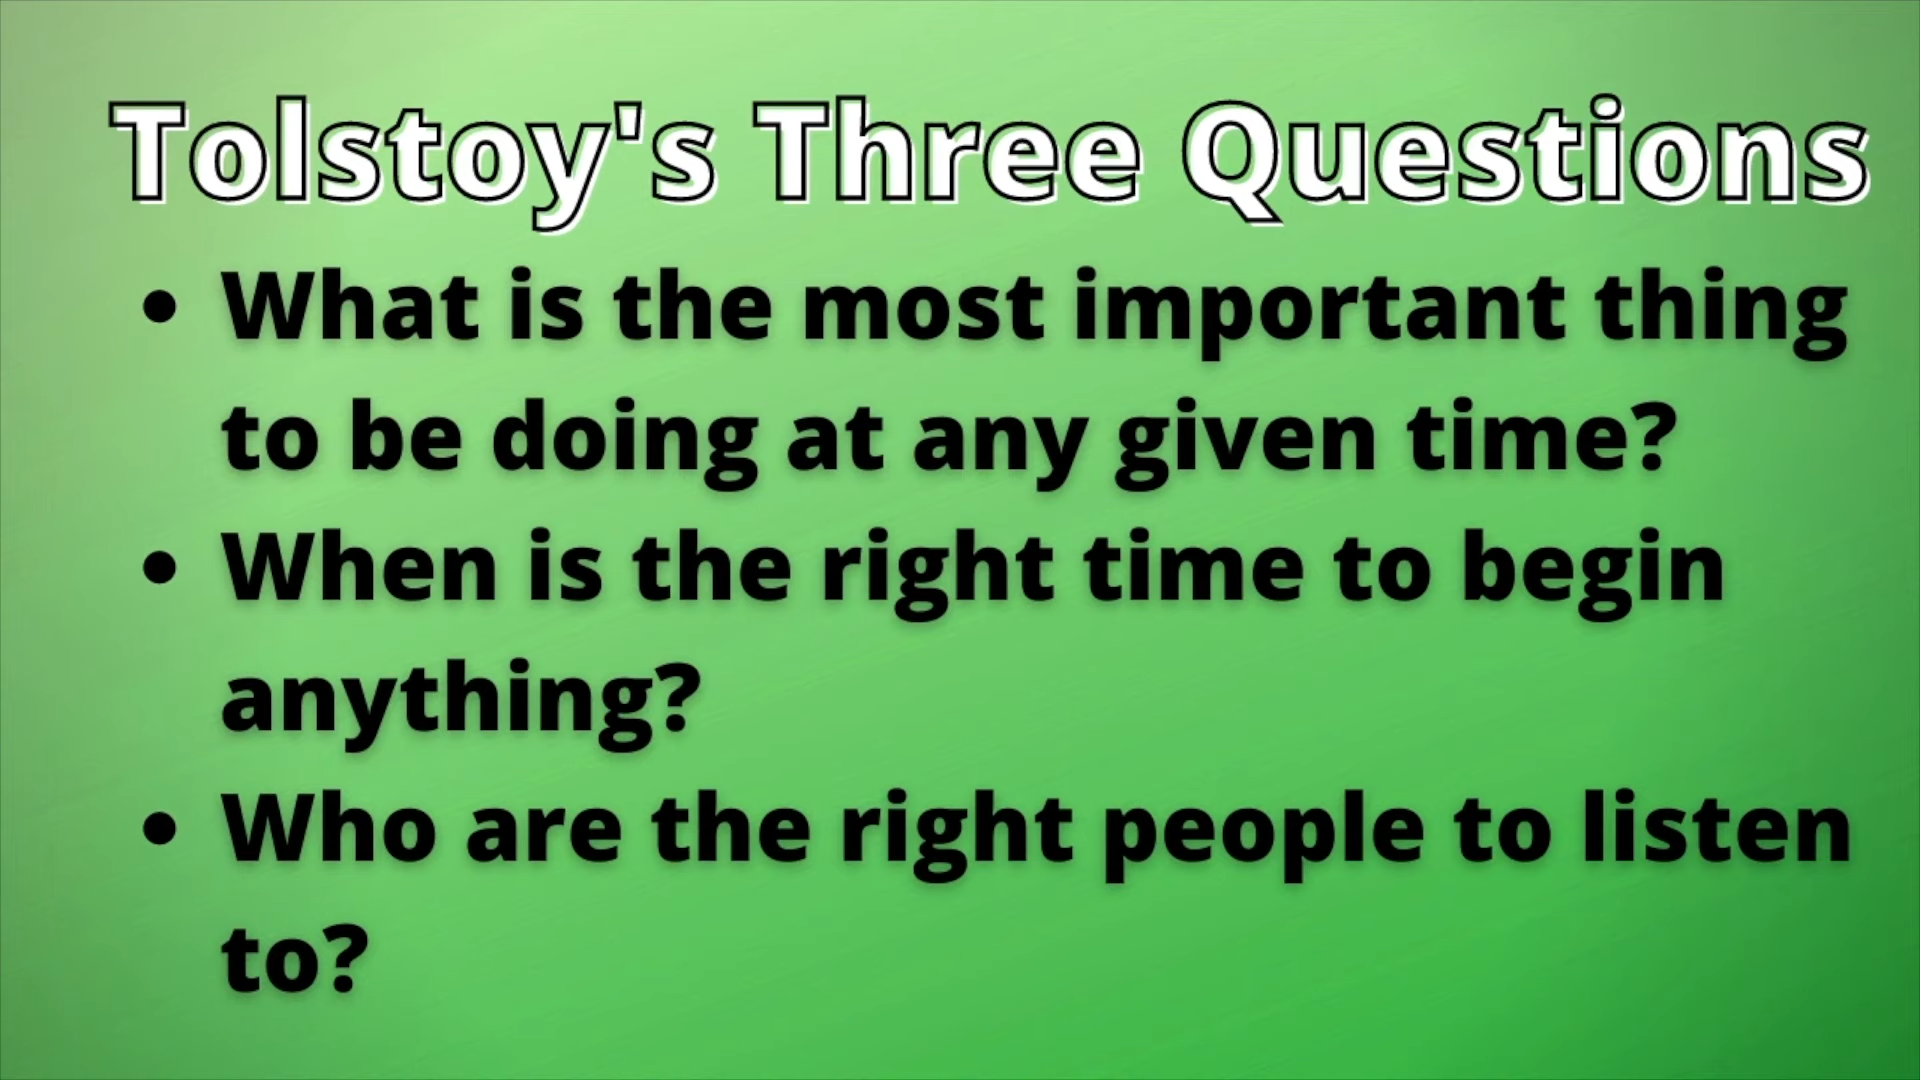 Tolstoy's Three Questions
• What is the most important thing
to be doing at any given time?
• When is the right time to begin
anything?
• Who are the right people to listen
to?